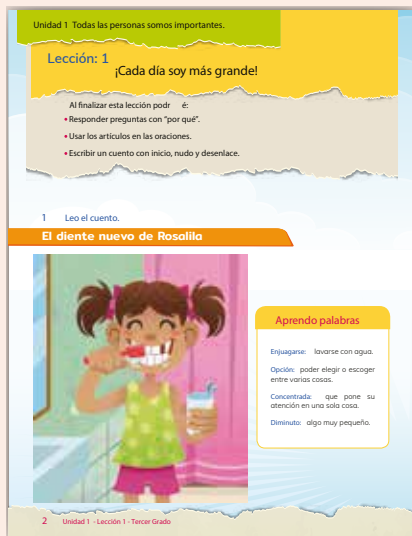 Unidad 1 Todas las personas somos importantes.
Lección: 1
¡Cada día soy más grande!
Al finalizar esta lección podr é:
• Responder preguntas con "por qué".
• Usar los artículos en las oraciones.
• Escribir un cuento con inicio, nudo y desenlace.
1 Leo el cuento.
El diente nuevo de Rosalila
Aprendo palabras
Enjuagarse: lavarse con agua.
Opción: poder elegir o escoger
entre varias cosas.
Concentrada: que pone su
atención en una sola cosa.
Diminuto: algo muy pequeño.
2 Unidad 1 - Lección 1 - Tercer Grado